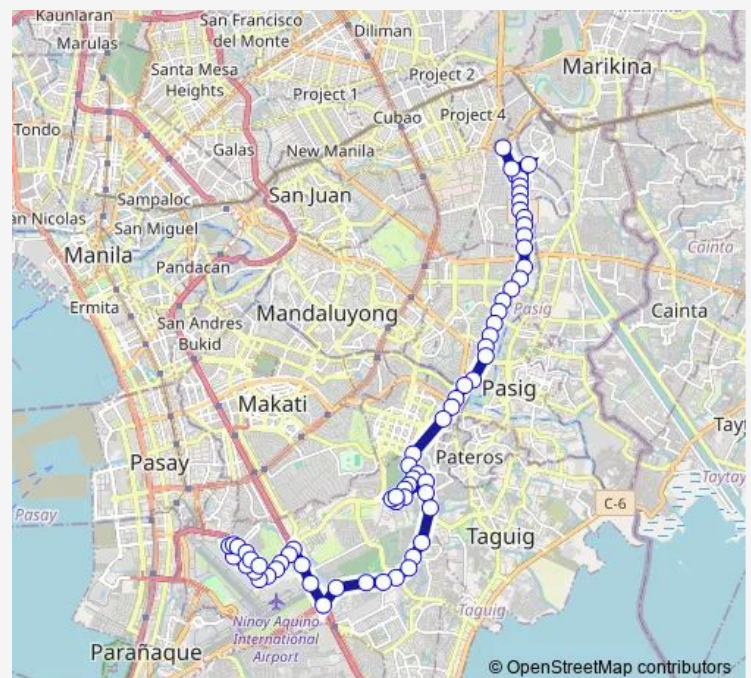 Kaunlaran
San Francisco
del Monte
Marulas
Diliman
Santa Mesa
Heights
Project 2
Marikina
Project 1
Cubao
Project 4
Tondo
Galas
New Manila
Sampaloc
San Juan
an Nicolas
San Miguel
Manila
Pandacan
Cainta
Ermita
San Andres
Bukid
Mandaluyong
Pasig
Cainta
Makati
Pasig
Tay
Pateros
Pasay
Taytay
Pasay
C-6
Taguig
Taguig
Ninoy Aquino
International
Airport
Parañaque
© OpenStreetMap contributors